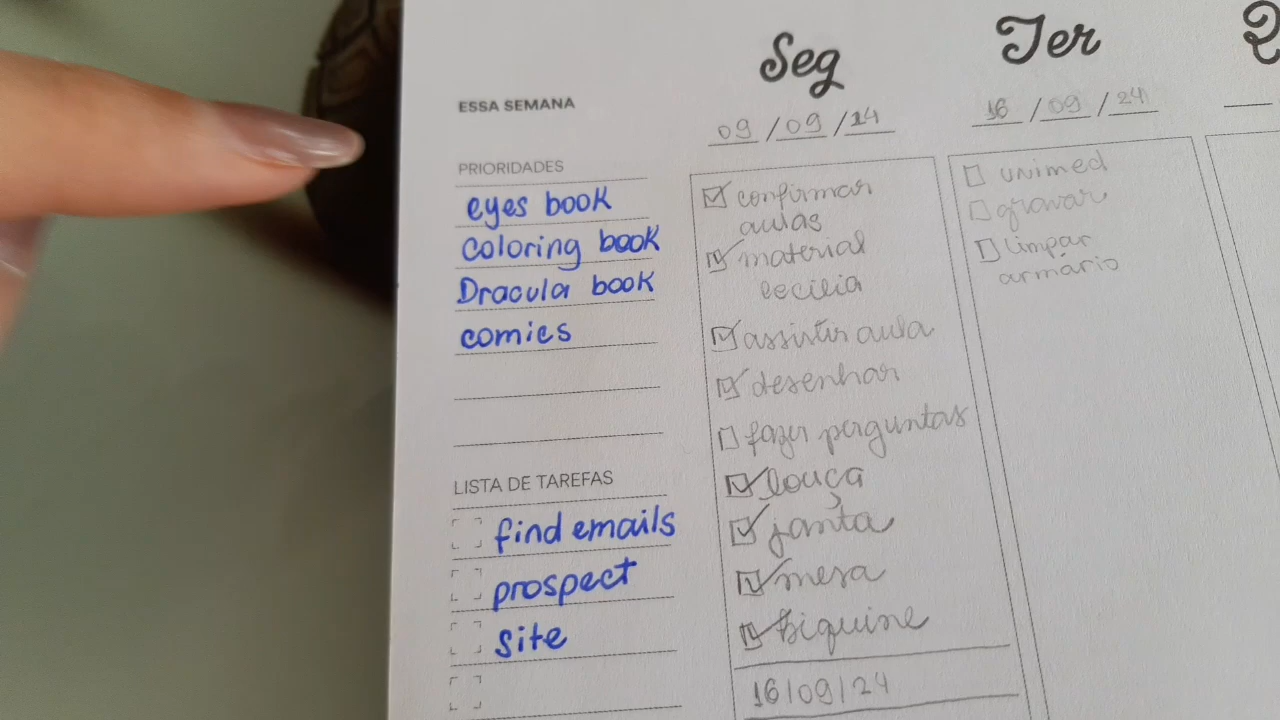 ESSA SEMANA
PRIORIDADES
eyes book
Coloring book
Dracula book
comics
LISTA DE TAREFAS
find emails
prospect
site
Seg
09/09/24
confirmar
aulas
material
Cecilia
assistir aula
desenhar
fazer perguntas
louça
janta
mesa
biquine
16/09/24
Ter
16/09/24
unimed
gravar
limpar
armário